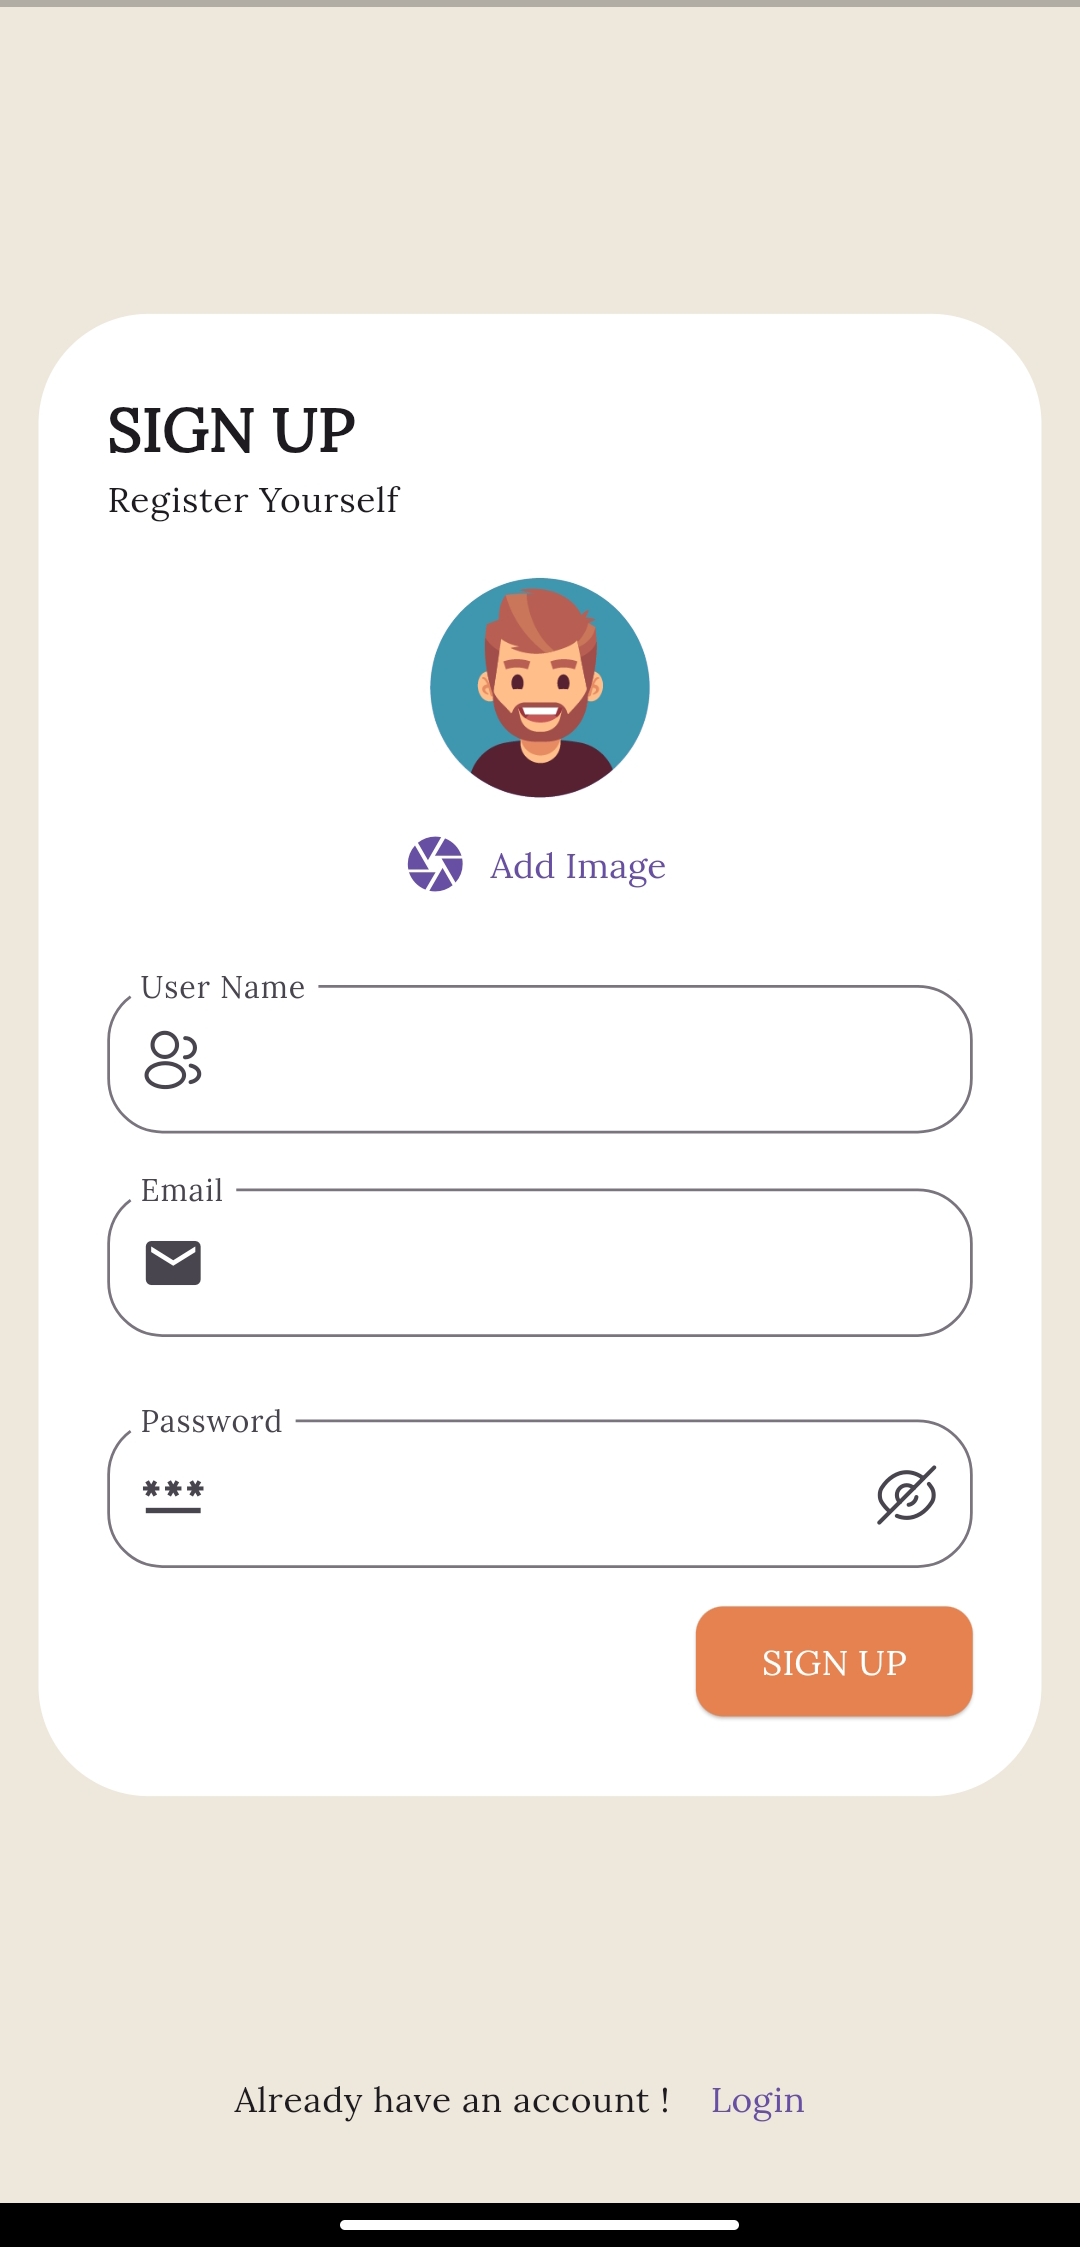 SIGN UP
Register Yourself
Add Image
User Name
Email
Password
SIGN UP
Already have an account ! Login